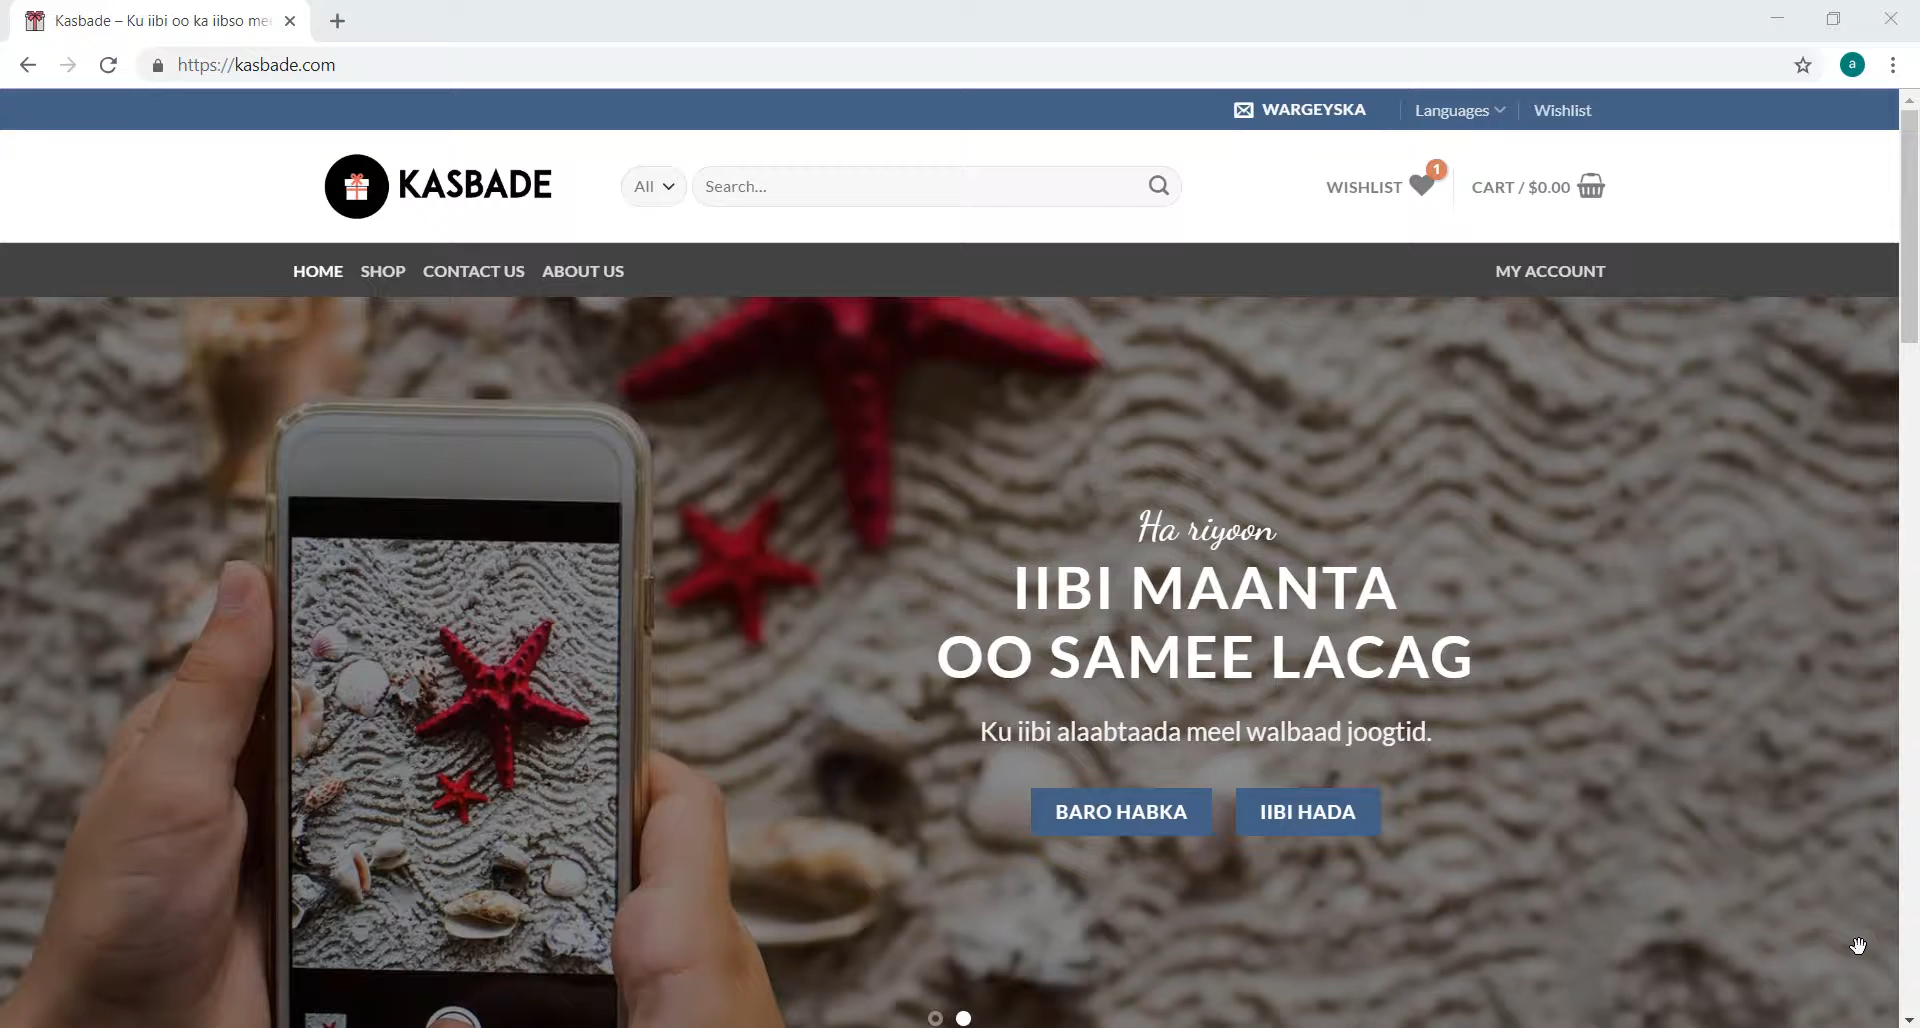 Kasbade – Ku iibi oo ka iibso me
https://kasbade.com
a
WARGEYSKA
Languages
Wishlist
KASBADE
All
Search...
WISHLIST
1
CART / $0.00
HOME
SHOP
CONTACT US
ABOUT US
MY ACCOUNT
Ha riyoon
IIBI MAANTA
OO SAMEE LACAG
Ku iibi alaabtaada meel walbaad joogtid.
BARO HABKA
IIBI HADA